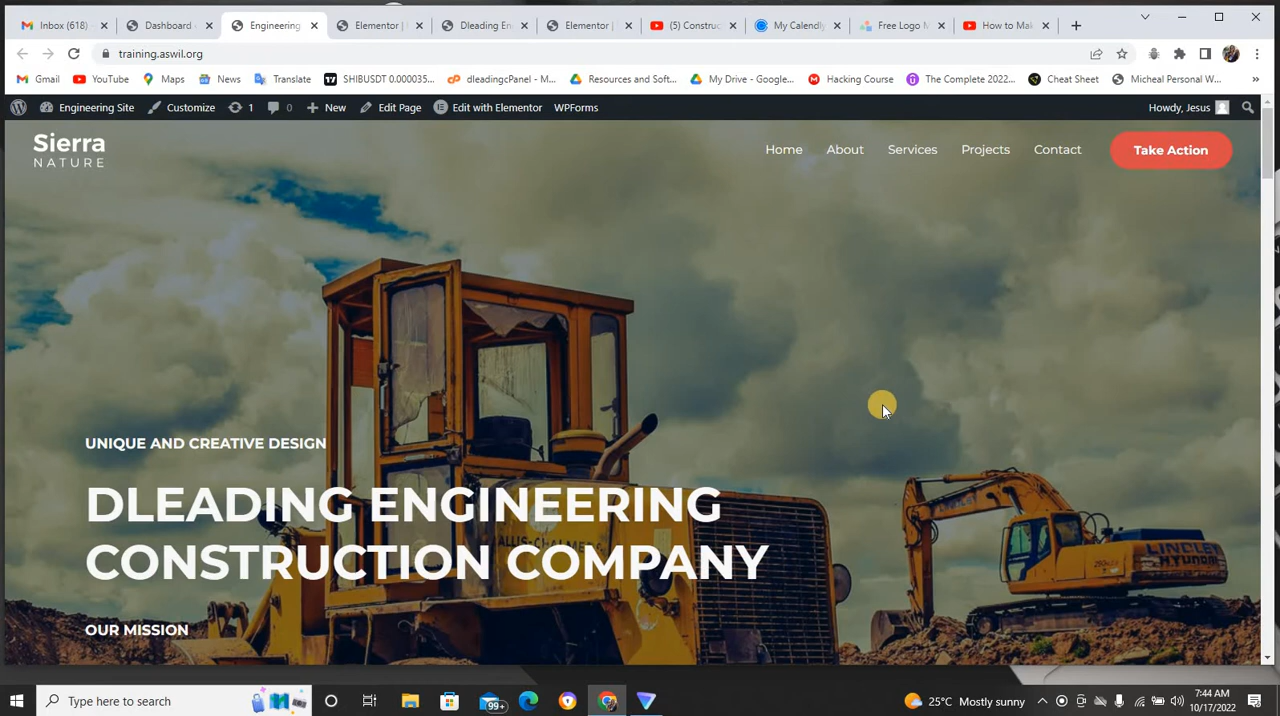 Inbox (618) -
Dashboard
Engineering
Elementor |
Dleading En
Elementor |
(5) Construc
My Calendly
Free Logo M
How to Mak
training.aswil.org
Gmail
YouTube
Maps
News
Translate
SHIBUSDT 0.000035...
dleadingcPanel - M...
Resources and Soft...
My Drive - Google...
Hacking Course
The Complete 2022...
Cheat Sheet
Micheal Personal W...
»
Engineering Site
Customize
1
0
New
Edit Page
Edit with Elementor
WPForms
Howdy, Jesus
Sierra
NATURE
Home
About
Services
Projects
Contact
Take Action
UNIQUE AND CREATIVE DESIGN
DLEADING ENGINEERING
CONSTRUCTION COMPANY
ALLIS-CHALMERS
LINDLEY
HYUNDAI
OUR MISSION
Type here to search
99+
25°C Mostly sunny
7:44 AM
10/17/2022